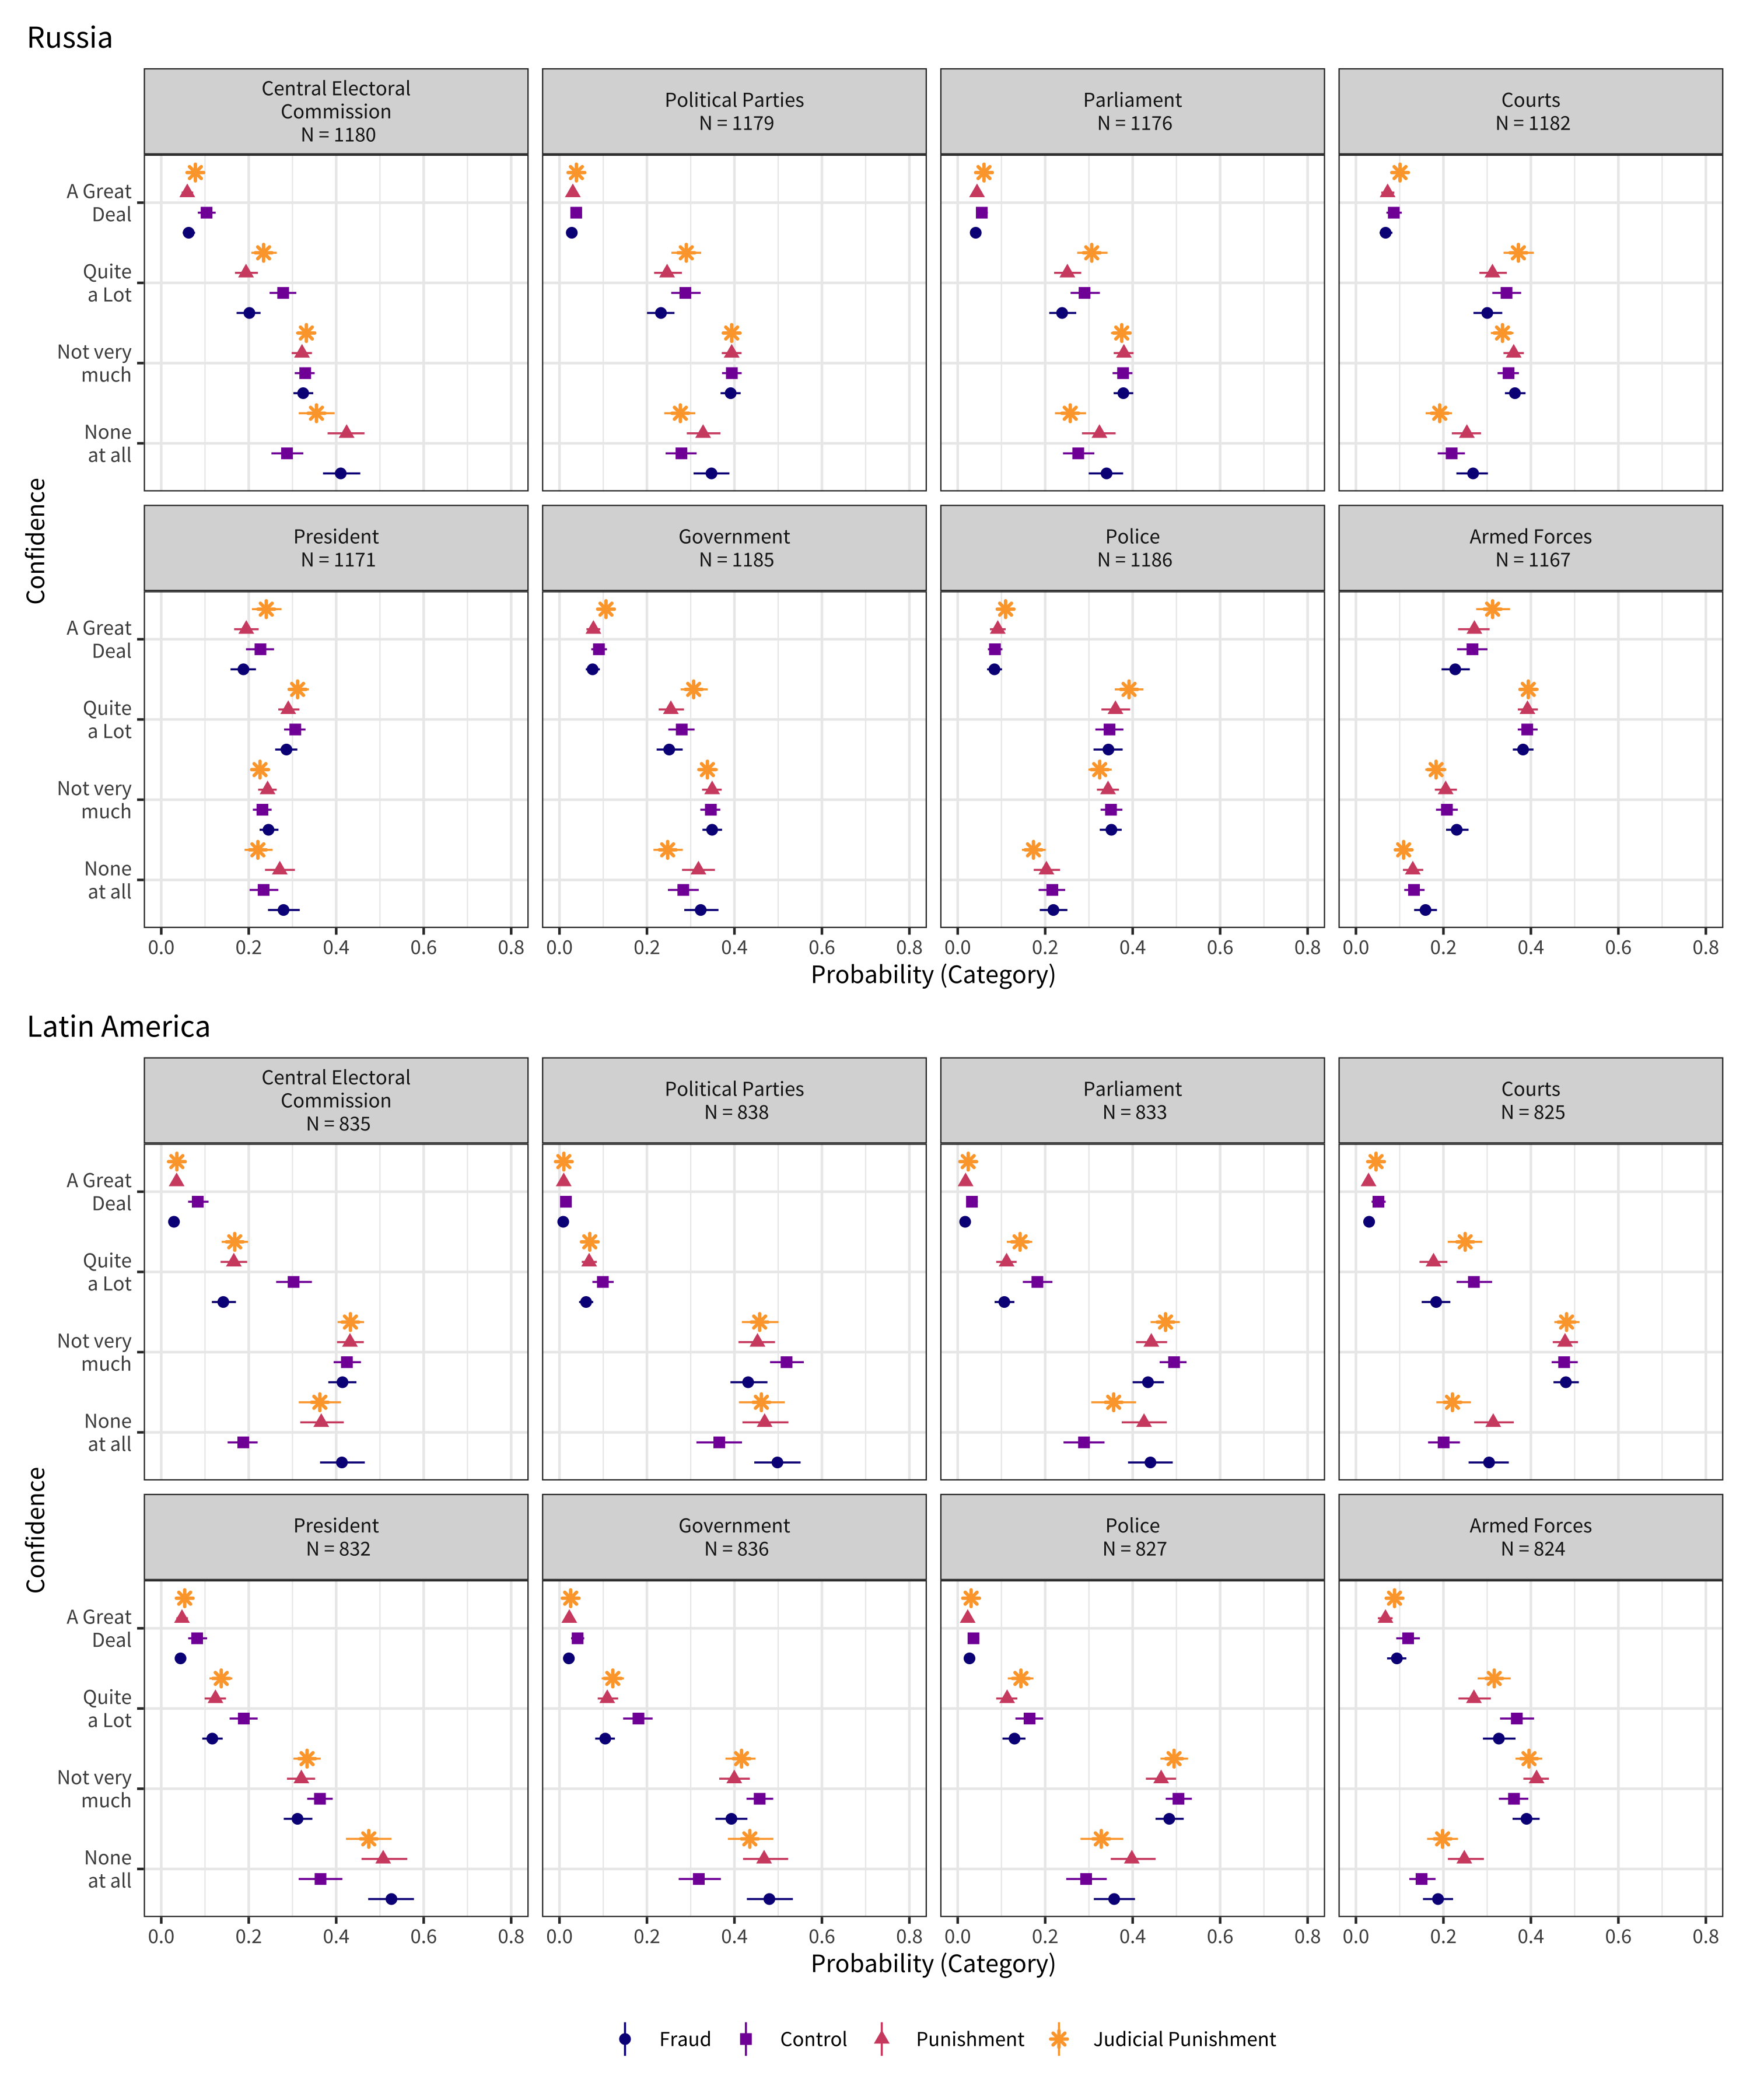 Russia
Central Electoral
Commission
N = 1180
Political Parties
N = 1179
Parliament
N = 1176
Courts
N = 1182
A Great
Deal
Quite
a Lot
Not very
much
None
at all
President
N = 1171
Government
N = 1185
Police
N = 1186
Armed Forces
N = 1167
A Great
Deal
Quite
a Lot
Not very
much
None
at all
Confidence
0.0 0.2 0.4 0.6 0.8
0.0 0.2 0.4 0.6 0.8
0.0 0.2 0.4 0.6 0.8
0.0 0.2 0.4 0.6 0.8
Probability (Category)
Latin America
Central Electoral
Commission
N = 835
Political Parties
N = 838
Parliament
N = 833
Courts
N = 825
A Great
Deal
Quite
a Lot
Not very
much
None
at all
President
N = 832
Government
N = 836
Police
N = 827
Armed Forces
N = 824
A Great
Deal
Quite
a Lot
Not very
much
None
at all
Confidence
0.0 0.2 0.4 0.6 0.8
0.0 0.2 0.4 0.6 0.8
0.0 0.2 0.4 0.6 0.8
0.0 0.2 0.4 0.6 0.8
Probability (Category)
Fraud Control Punishment Judicial Punishment